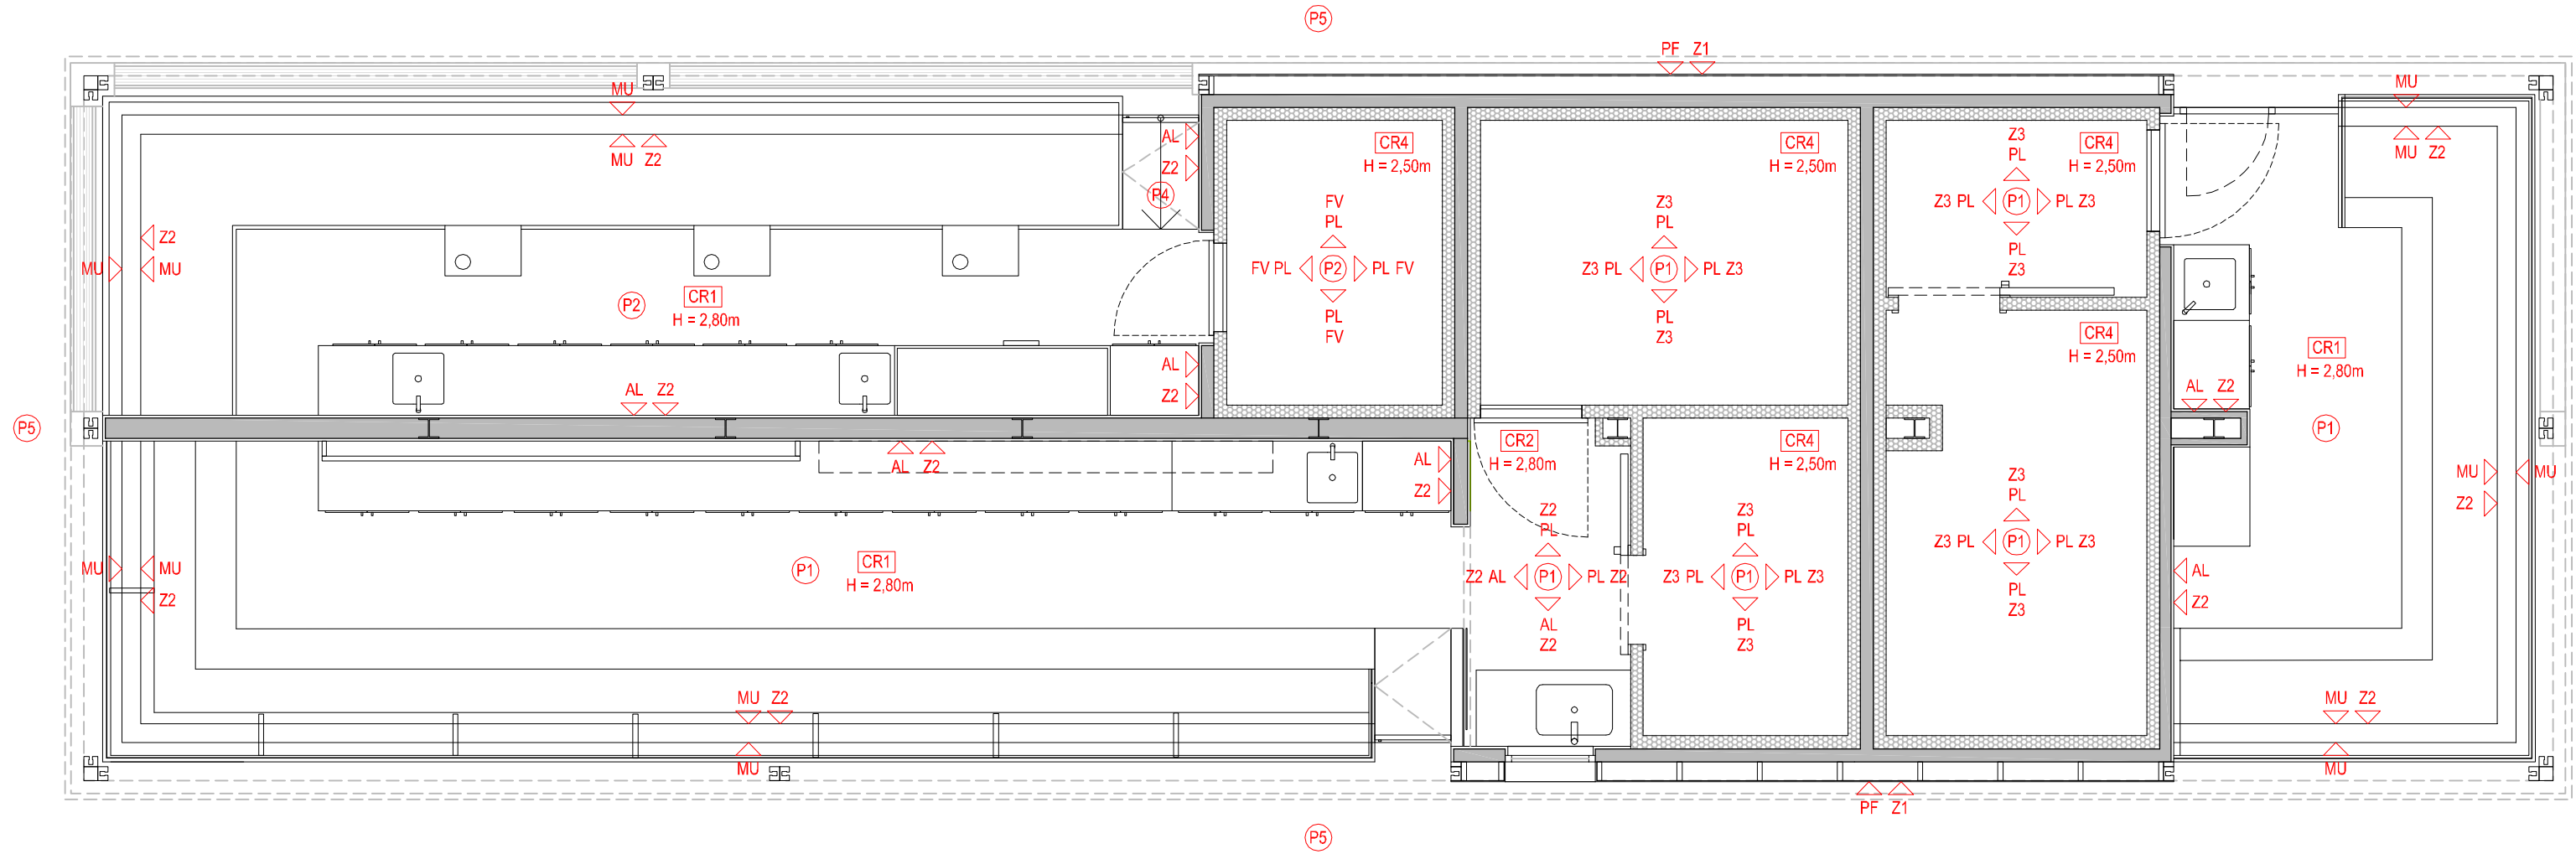 P5
PF Z1
MU
MU Z2
AL
Z2
P4
CR4
H = 2,50m
FV
PL
FV PL P2 PL FV
PL
FV
CR4
H = 2,50m
Z3
PL
Z3 PL P1 PL Z3
PL
Z3
CR4
H = 2,50m
Z3
PL
Z3 PL P1 PL Z3
PL
Z3
MU
MU Z2
Z2
MU MU
P2
CR1
H = 2,80m
AL Z2
AL
Z2
CR4
H = 2,50m
CR1
H = 2,80m
AL Z2
P1
P5
AL Z2
AL
Z2
CR2
H = 2,80m
Z2
PL
Z2 AL P1 PL Z2
AL
Z2
CR4
H = 2,50m
Z3
PL
Z3 PL P1 PL Z3
PL
Z3
Z3
PL
Z3 PL P1 PL Z3
PL
Z3
MU MU
Z2
AL
Z2
MU MU
Z2
P1
CR1
H = 2,80m
MU Z2
MU
MU Z2
MU
PF Z1
P5